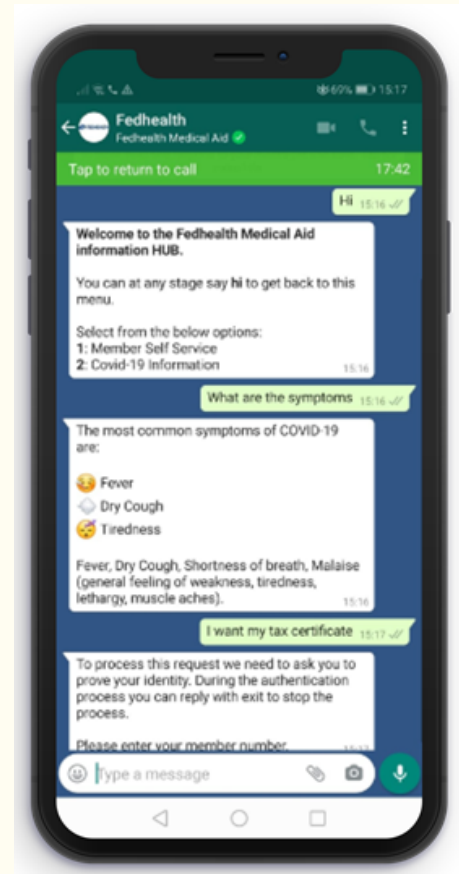 69% 15:17
Fedhealth
Fedhealth Medical Aid
Tap to return to call 17:42
Hi 15:16
Welcome to the Fedhealth Medical Aid
information HUB.
You can at any stage say hi to get back to this
menu.
Select from the below options:
1: Member Self Service
2: Covid-19 Information
15:16
What are the symptoms 15:16
The most common symptoms of COVID-19
are:
Fever
Dry Cough
Tiredness
Fever, Dry Cough, Shortness of breath, Malaise
(general feeling of weakness, tiredness,
lethargy, muscle aches).
15:16
I want my tax certificate 15:17
To process this request we need to ask you to
prove your identity. During the authentication
process you can reply with exit to stop the
process.
Please enter your member number. 15:17
Type a message